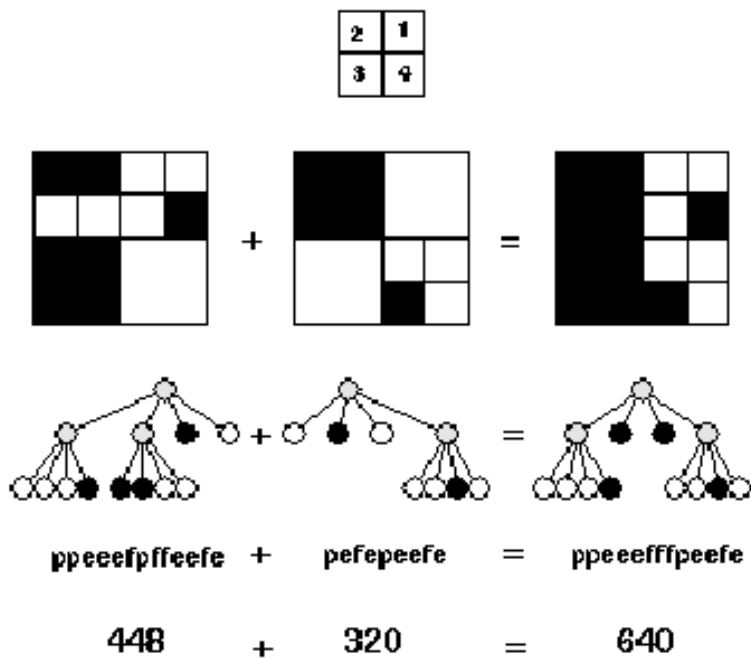 2 1
3 4
+ =
+ =
ppeeefpffeefe + pefepeefe = ppeeefffpeefe
448 + 320 = 640